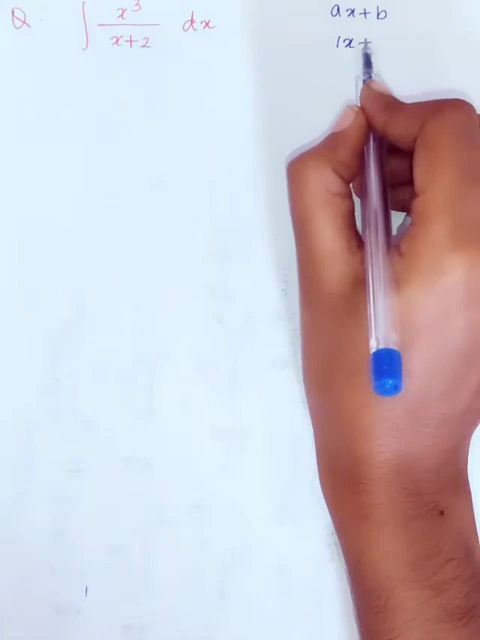 Q. ∫ x³/(x+2) dx
ax+b
1x+